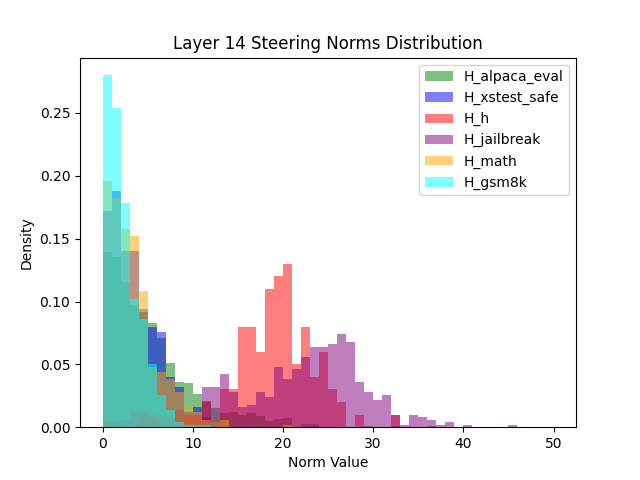 Layer 14 Steering Norms Distribution
H_alpaca_eval
H_xstest_safe
H_h
H_jailbreak
H_math
H_gsm8k
Density
0.25
0.20
0.15
0.10
0.05
0.00
0 10 20 30 40 50
Norm Value